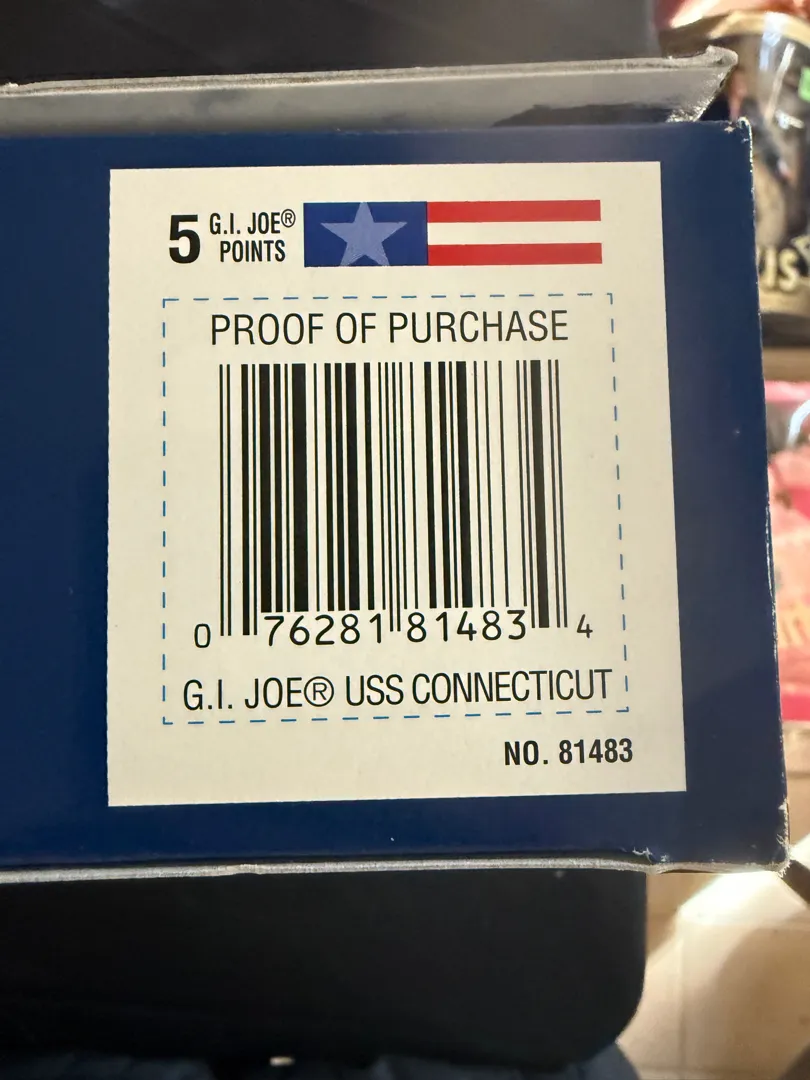 5 G.I. JOE®
POINTS
PROOF OF PURCHASE
0 76281 81483 4
G.I. JOE® USS CONNECTICUT
NO. 81483